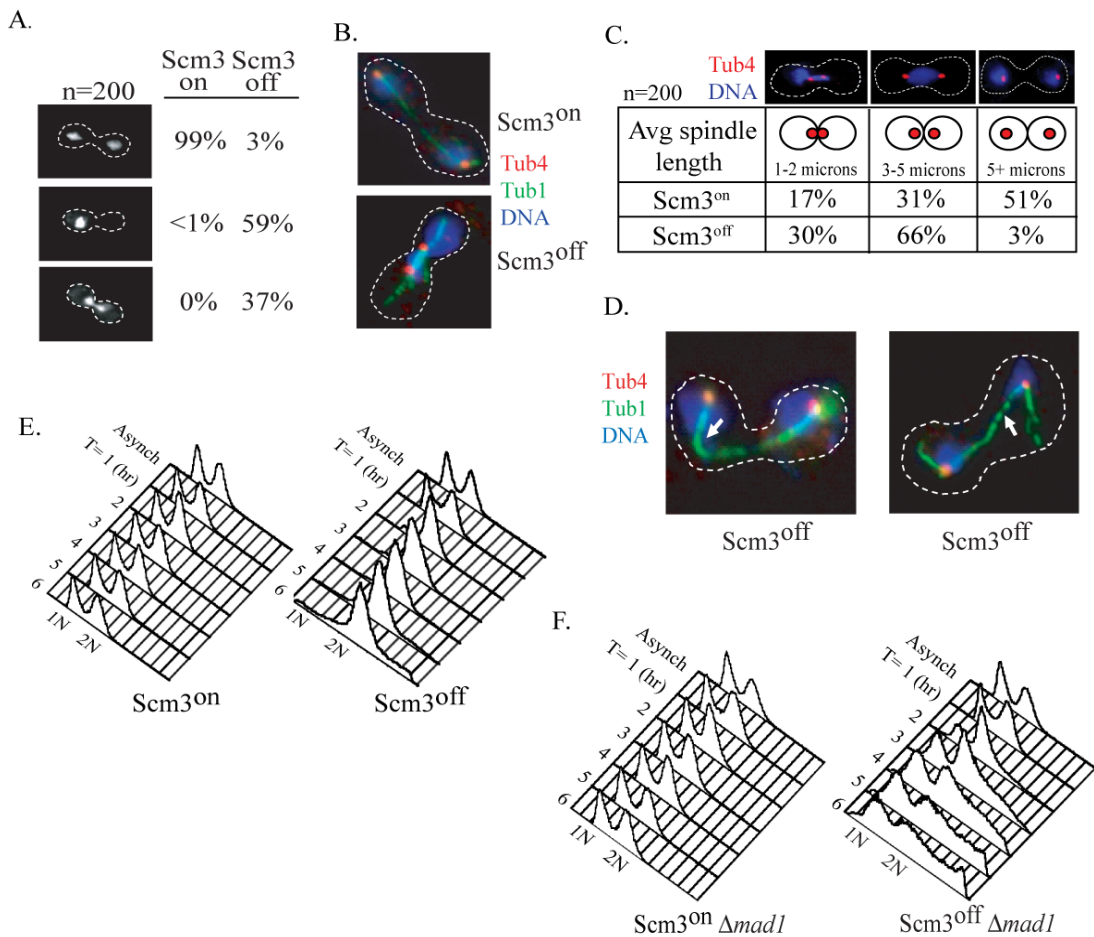 A.
Scm3 on
Scm3 off
n=200
99%
3%
<1%
59%
0%
37%
B.
Scm3on
Tub4
Tub1
DNA
Scm3off
C.
Tub4
n=200
DNA
Avg spindle length
1-2 microns
3-5 microns
5+ microns
Scm3on
17%
31%
51%
Scm3off
30%
66%
3%
D.
Tub4
Tub1
DNA
Scm3off
Scm3off
E.
Asynch
T= 1 (hr)
2
3
4
5
6
1N
2N
Scm3on
Asynch
T= 1 (hr)
2
3
4
5
6
1N
2N
Scm3off
F.
Asynch
T= 1 (hr)
2
3
4
5
6
1N
2N
Scm3on Δmad1
Asynch
T= 1 (hr)
2
3
4
5
6
1N
2N
Scm3off Δmad1